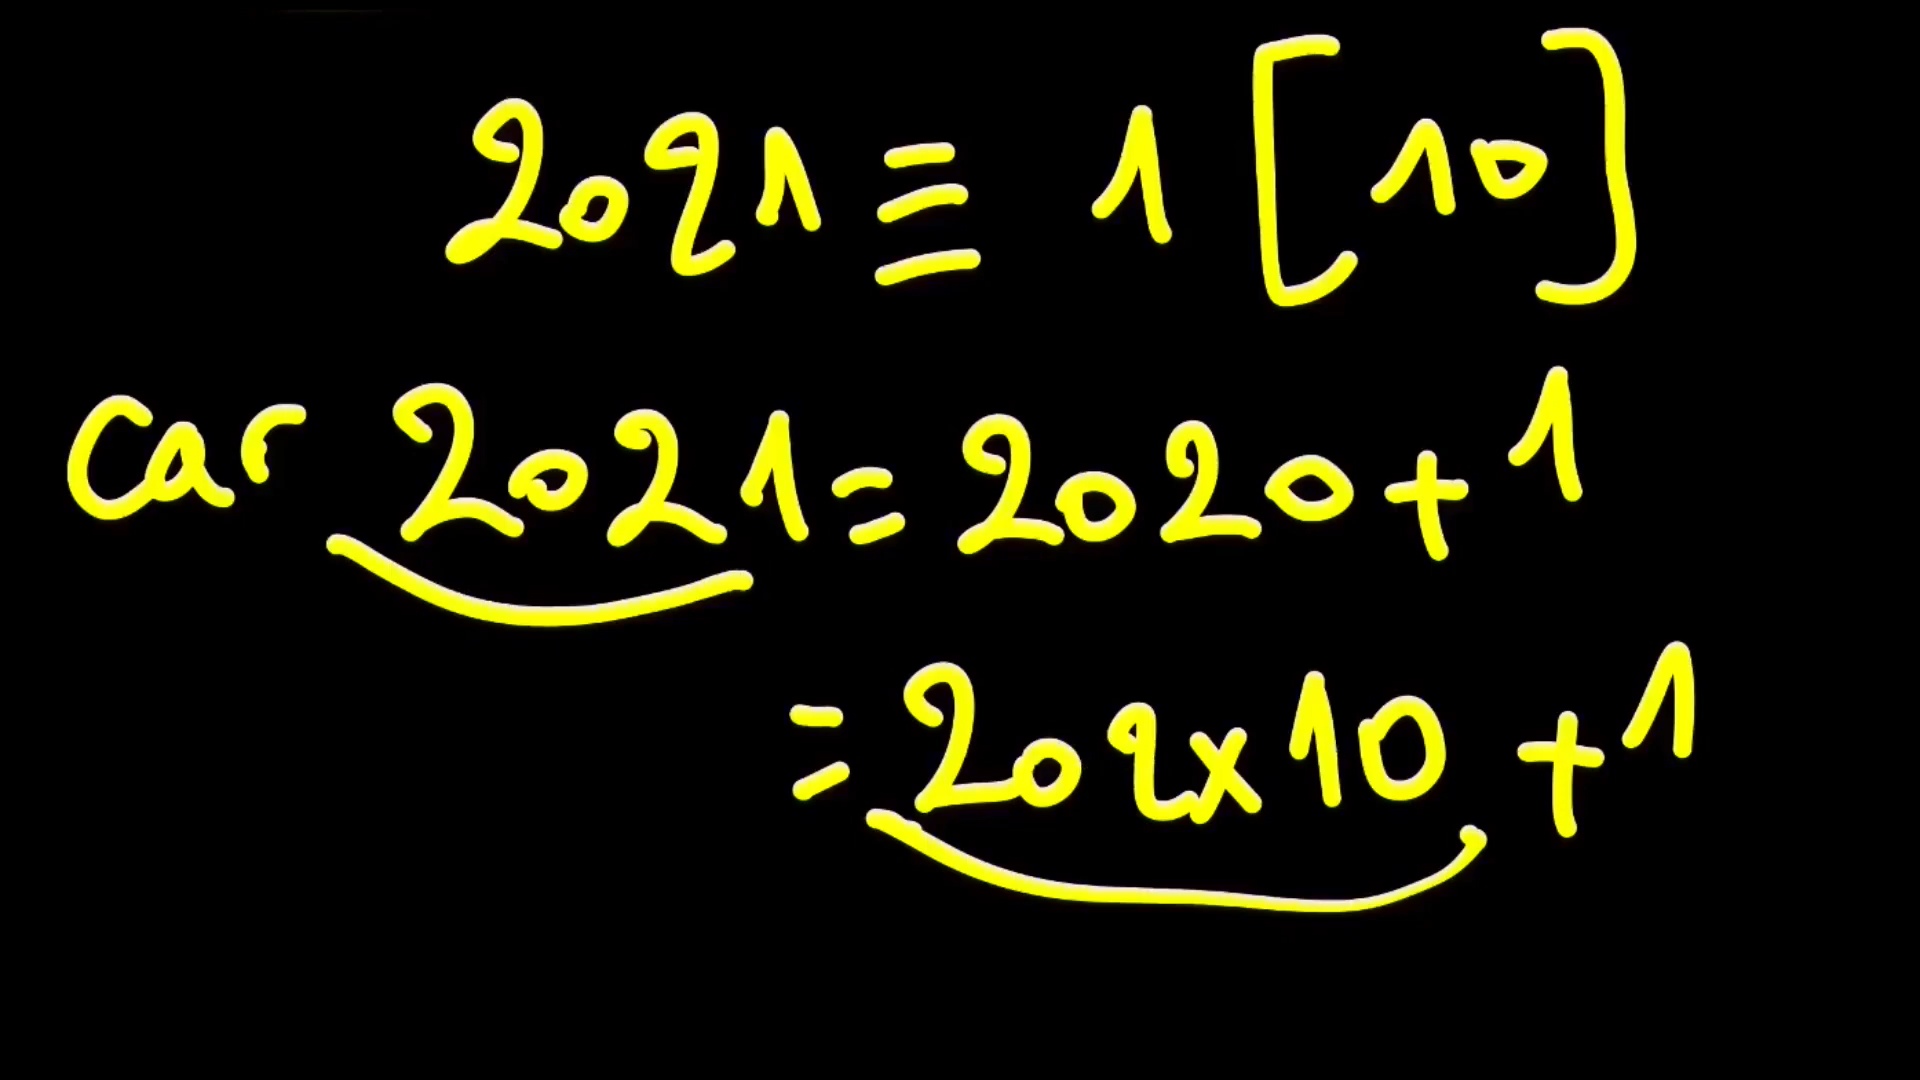 2021 ≡ 1 [10]
car 2021 = 2020 + 1
= 202 × 10 + 1